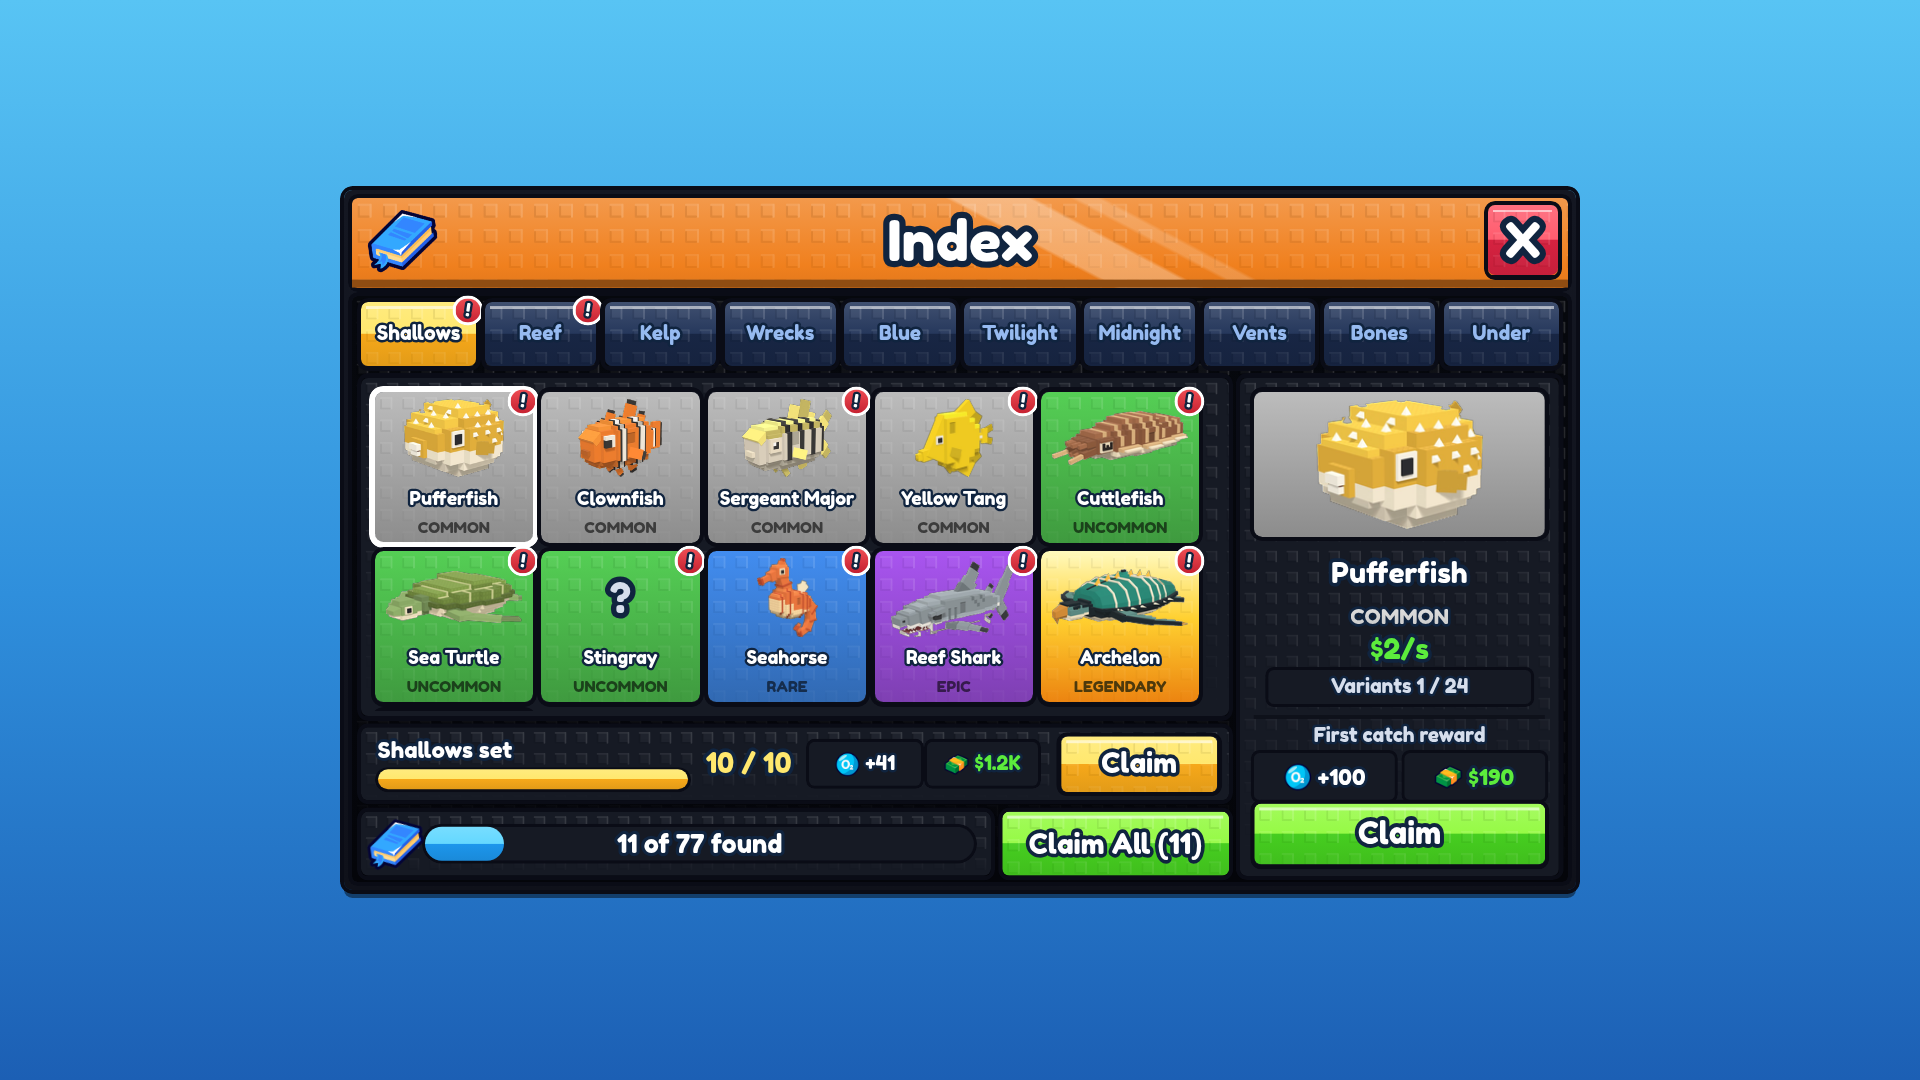 Index
Shallows
Reef
Kelp
Wrecks
Blue
Twilight
Midnight
Vents
Bones
Under
Pufferfish
COMMON
Clownfish
COMMON
Sergeant Major
COMMON
Yellow Tang
COMMON
Cuttlefish
UNCOMMON
Sea Turtle
UNCOMMON
?
Stingray
UNCOMMON
Seahorse
RARE
Reef Shark
EPIC
Archelon
LEGENDARY
Shallows set
10 / 10
O₂ +41
$1.2K
Claim
11 of 77 found
Claim All (11)
Pufferfish
COMMON
$2/s
Variants 1 / 24
First catch reward
O₂ +100
$190
Claim